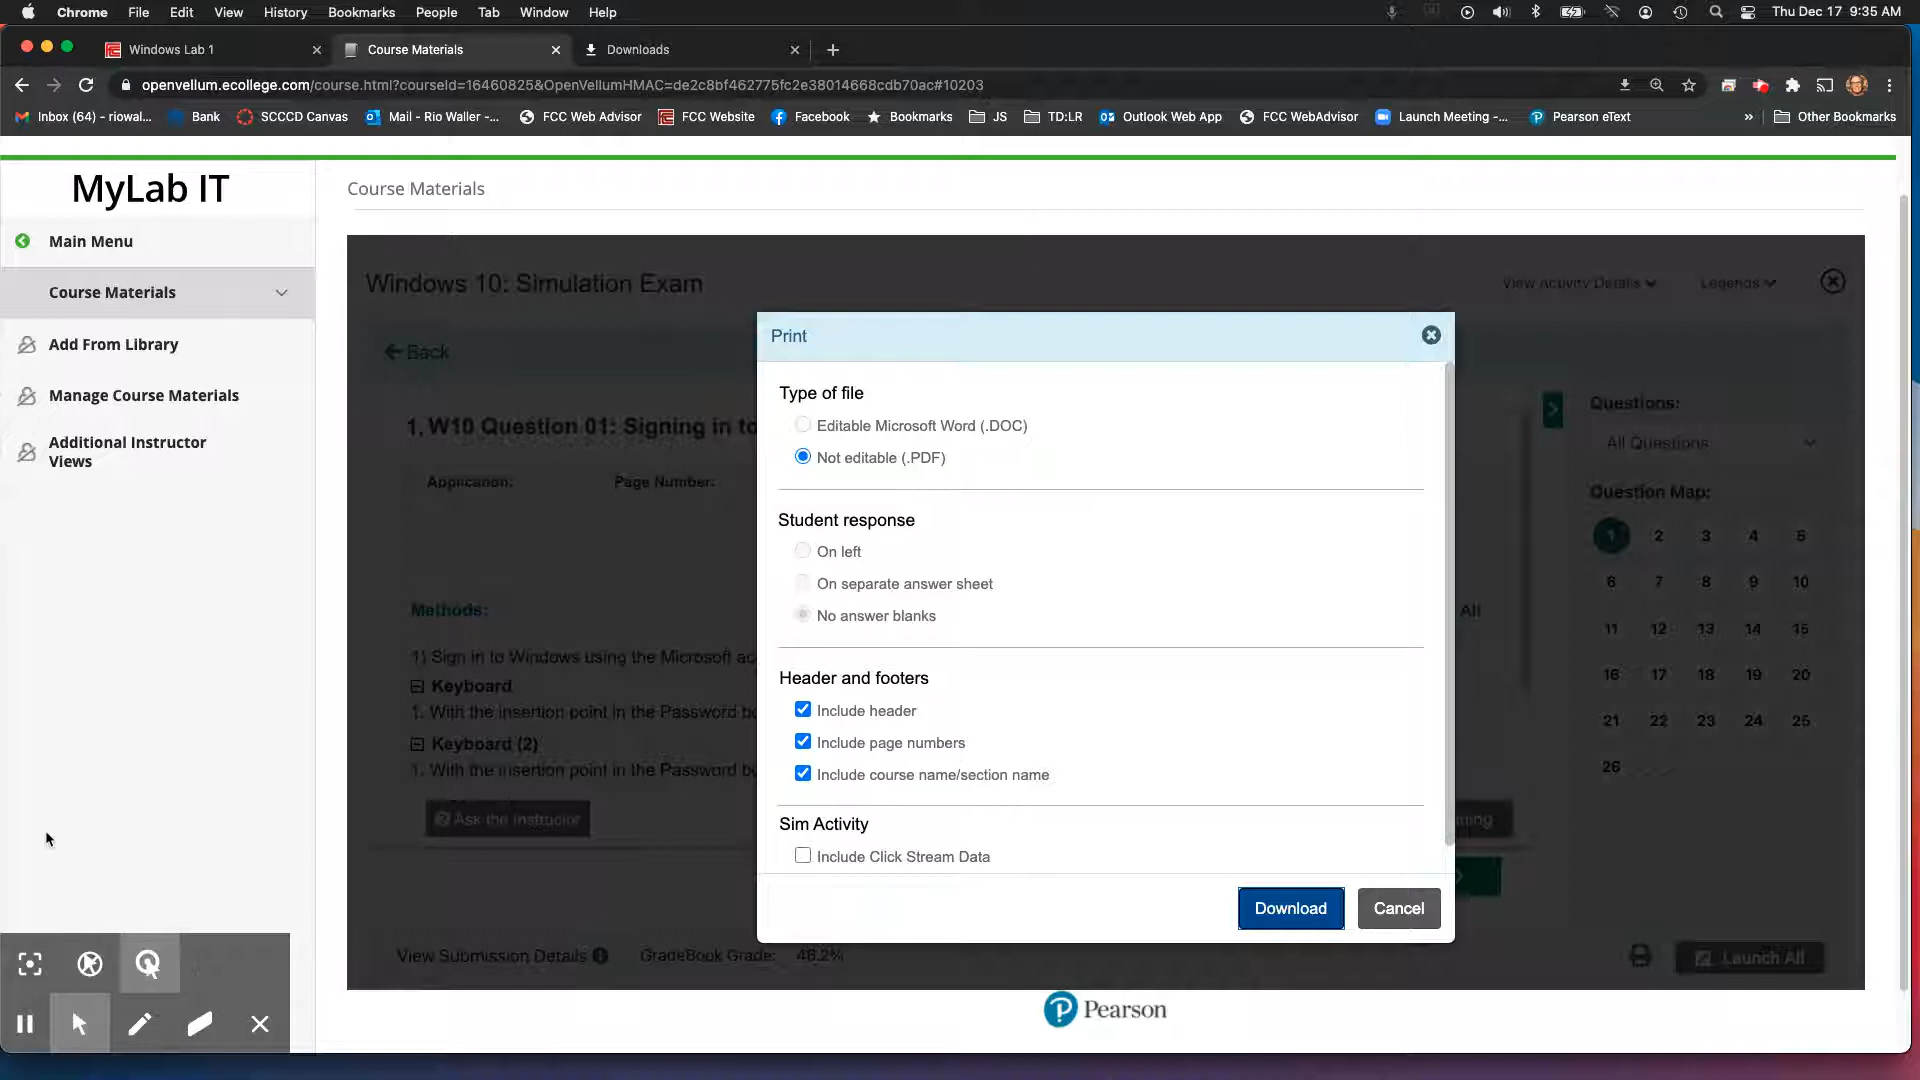 Chrome File Edit View History Bookmarks People Tab Window Help Thu Dec 17 9:35 AM
Windows Lab 1 Course Materials Downloads
openvellum.ecollege.com/course.html?courseId=16460825&OpenVellumHMAC=de2c8bf462775fc2e38014668cdb70ac#10203
Inbox (64) - riowal... Bank SCCCD Canvas Mail - Rio Waller -... FCC Web Advisor FCC Website Facebook Bookmarks JS TD:LR Outlook Web App FCC WebAdvisor Launch Meeting -... Pearson eText » Other Bookmarks
MyLab IT
Main Menu
Course Materials
Add From Library
Manage Course Materials
Additional Instructor
Views
Course Materials
Windows 10: Simulation Exam View Activity Details Legends
Back
1. W10 Question 01: Signing in to
Application: Page Number:
Methods: All
1) Sign in to Windows using the Microsoft ac
Keyboard
1. With the insertion point in the Password bo
Keyboard (2)
1. With the insertion point in the Password bo
Ask the Instructor
View Submission Details GradeBook Grade: 46.2%
Print
Type of file
Editable Microsoft Word (.DOC)
Not editable (.PDF)
Student response
On left
On separate answer sheet
No answer blanks
Header and footers
Include header
Include page numbers
Include course name/section name
Sim Activity
Include Click Stream Data
Download Cancel
Questions:
All Questions
Question Map:
1 2 3 4 5
6 7 8 9 10
11 12 13 14 15
16 17 18 19 20
21 22 23 24 25
26
Launch All
Pearson